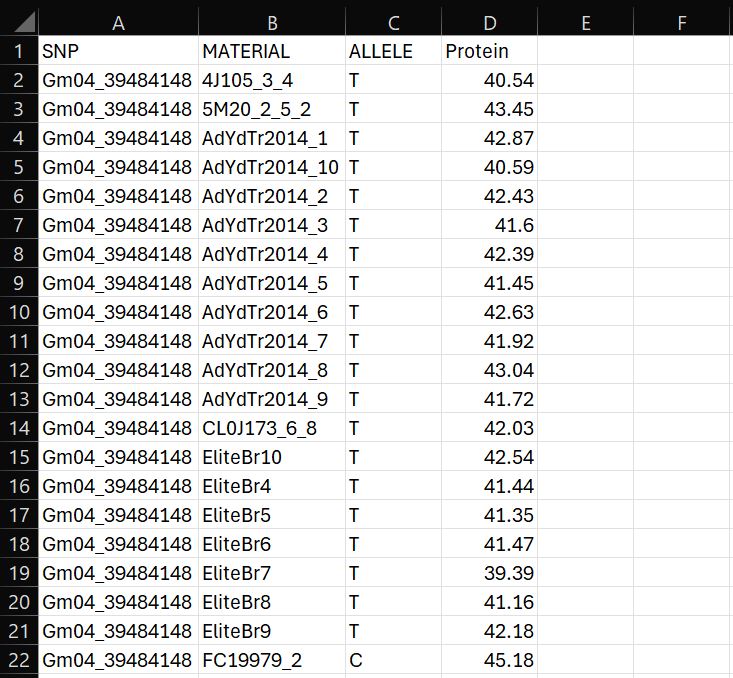 A B C D E F
1 SNP MATERIAL ALLELE Protein
2 Gm04_39484148 4J105_3_4 T 40.54
3 Gm04_39484148 5M20_2_5_2 T 43.45
4 Gm04_39484148 AdYdTr2014_1 T 42.87
5 Gm04_39484148 AdYdTr2014_10 T 40.59
6 Gm04_39484148 AdYdTr2014_2 T 42.43
7 Gm04_39484148 AdYdTr2014_3 T 41.6
8 Gm04_39484148 AdYdTr2014_4 T 42.39
9 Gm04_39484148 AdYdTr2014_5 T 41.45
10 Gm04_39484148 AdYdTr2014_6 T 42.63
11 Gm04_39484148 AdYdTr2014_7 T 41.92
12 Gm04_39484148 AdYdTr2014_8 T 43.04
13 Gm04_39484148 AdYdTr2014_9 T 41.72
14 Gm04_39484148 CL0J173_6_8 T 42.03
15 Gm04_39484148 EliteBr10 T 42.54
16 Gm04_39484148 EliteBr4 T 41.44
17 Gm04_39484148 EliteBr5 T 41.35
18 Gm04_39484148 EliteBr6 T 41.47
19 Gm04_39484148 EliteBr7 T 39.39
20 Gm04_39484148 EliteBr8 T 41.16
21 Gm04_39484148 EliteBr9 T 42.18
22 Gm04_39484148 FC19979_2 C 45.18